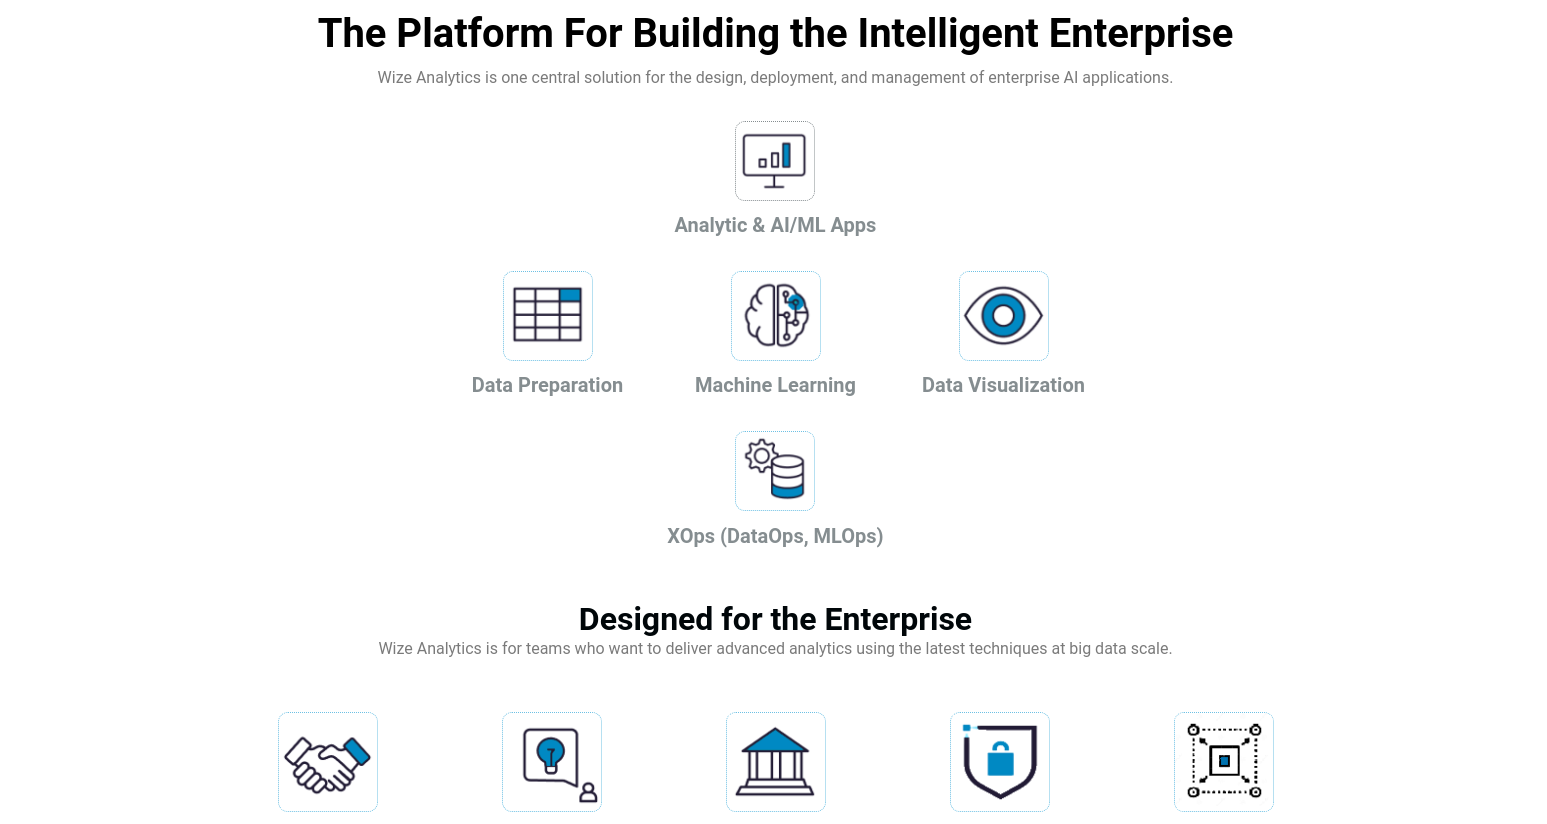 The Platform For Building the Intelligent Enterprise
Wize Analytics is one central solution for the design, deployment, and management of enterprise AI applications.
Analytic & AI/ML Apps
Data Preparation
Machine Learning
Data Visualization
XOps (DataOps, MLOps)
Designed for the Enterprise
Wize Analytics is for teams who want to deliver advanced analytics using the latest techniques at big data scale.